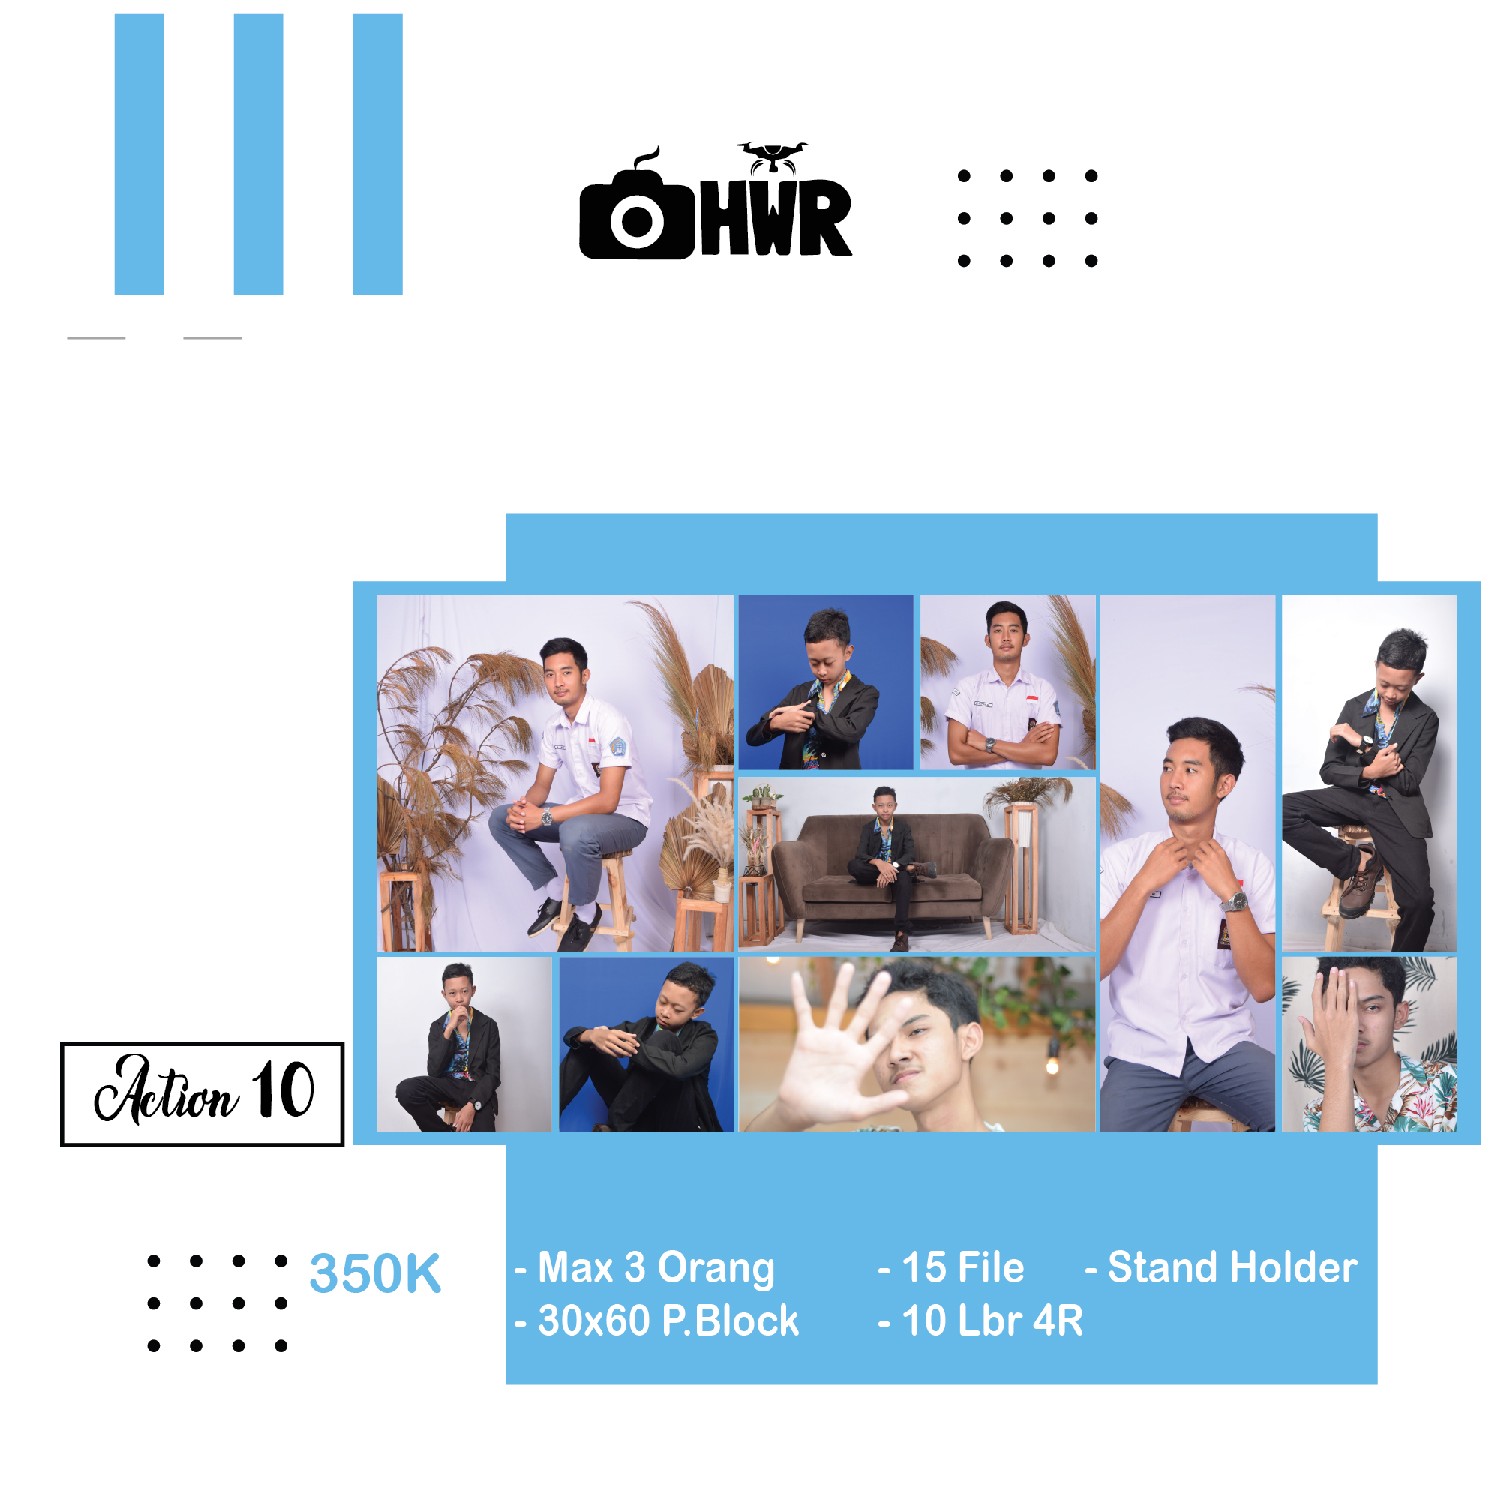 HWR
Action 10
350K
- Max 3 Orang
- 30x60 P.Block
- 15 File
- 10 Lbr 4R
- Stand Holder